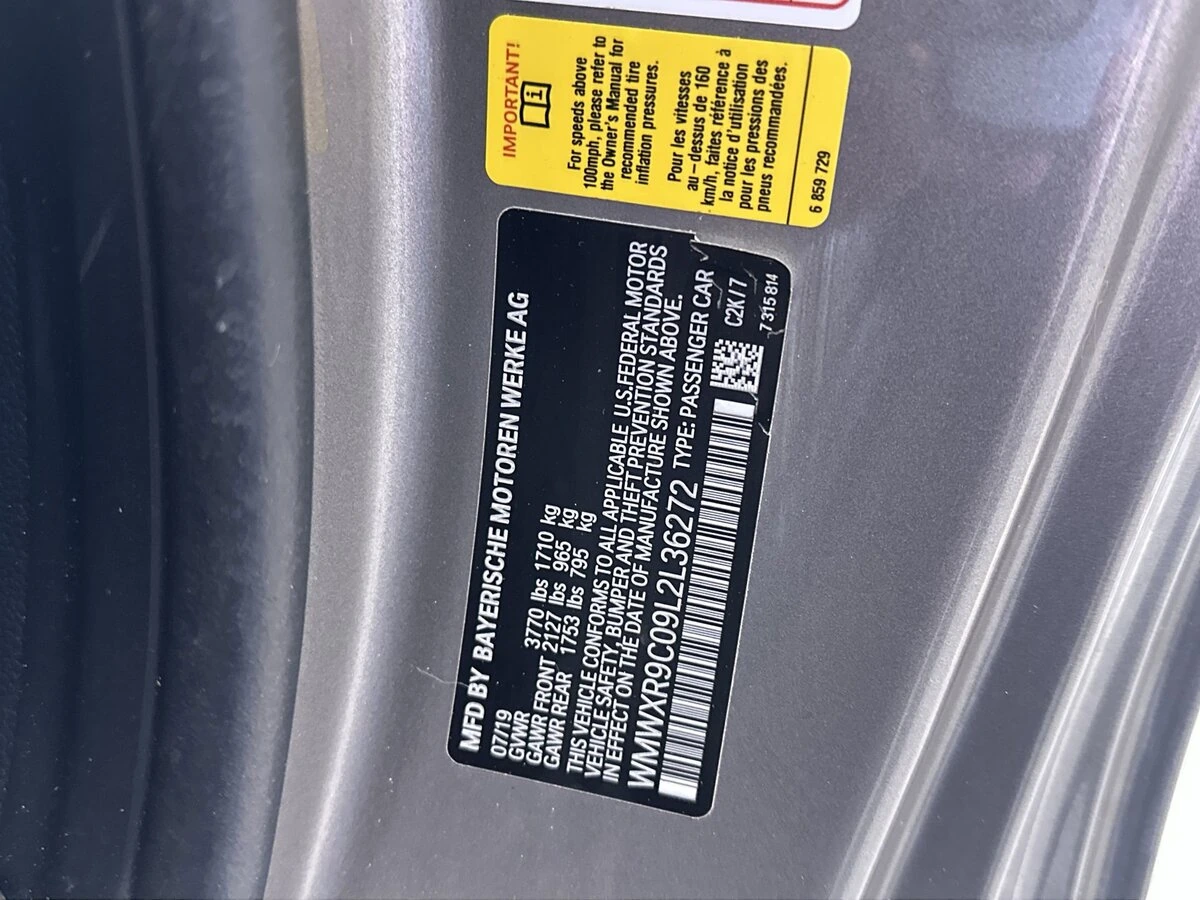 MFD BY BAYERISCHE MOTOREN WERKE AG
07/19
GVWR 3770 lbs 1710 kg
GAWR FRONT 2127 lbs 965 kg
GAWR REAR 1753 lbs 795 kg
THIS VEHICLE CONFORMS TO ALL APPLICABLE U.S.FEDERAL MOTOR
VEHICLE SAFETY, BUMPER AND THEFT PREVENTION STANDARDS
IN EFFECT ON THE DATE OF MANUFACTURE SHOWN ABOVE.
WMWXR9C09L2L36272 TYPE: PASSENGER CAR
C2K/7
7 315 814
IMPORTANT!
i
For speeds above
100mph, please refer to
the Owner's Manual for
recommended tire
inflation pressures.
Pour les vitesses
au-dessus de 160
km/h, faites référence à
la notice d'utilisation
pour les pressions des
pneus recommandées.
6 859 729